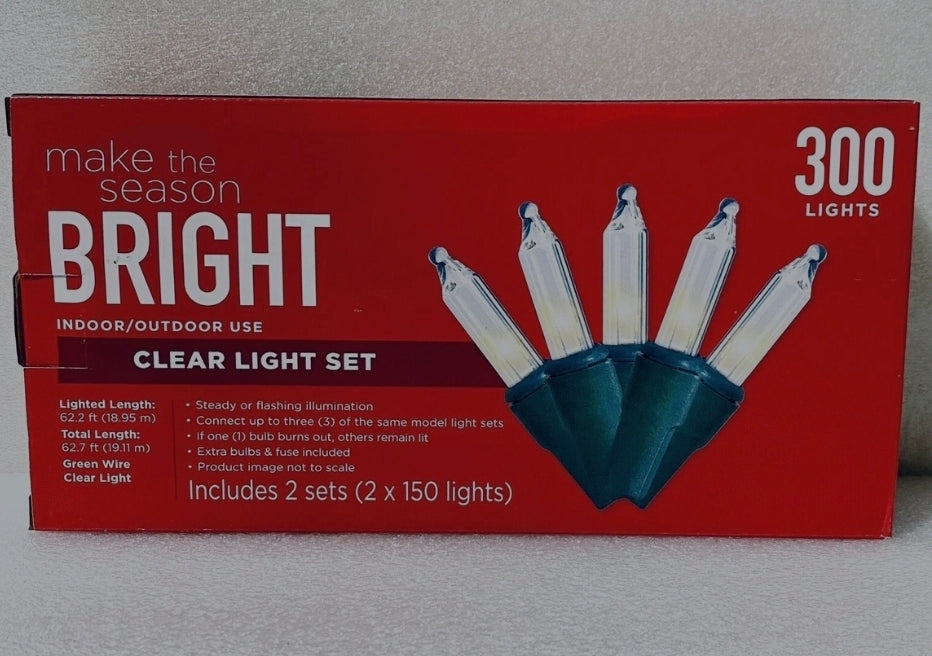 make the
season
BRIGHT
INDOOR/OUTDOOR USE
CLEAR LIGHT SET
300
LIGHTS
Lighted Length:
62.2 ft (18.95 m)
Total Length:
62.7 ft (19.11 m)
Green Wire
Clear Light
• Steady or flashing illumination
• Connect up to three (3) of the same model light sets
• If one (1) bulb burns out, others remain lit
• Extra bulbs & fuse included
• Product image not to scale
Includes 2 sets (2 x 150 lights)